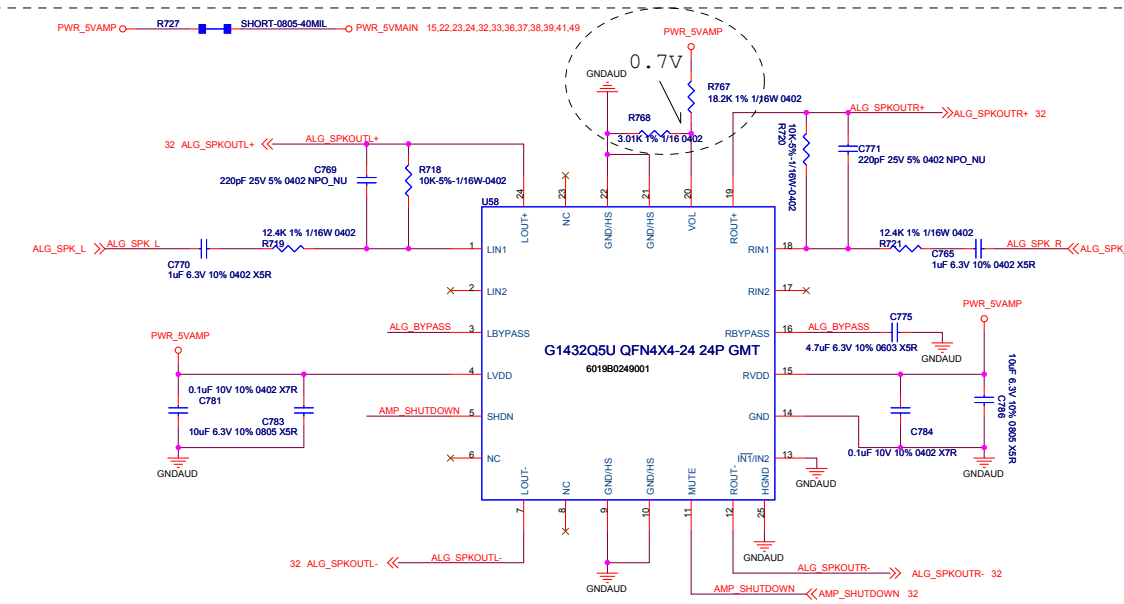 PWR_5VAMP R727 SHORT-0805-40MIL PWR_5VMAIN 15,22,23,24,32,33,36,37,38,39,41,49
PWR_5VAMP
0.7V
GNDAUD
R767
18.2K 1% 1/16W 0402
R768
3.01K 1% 1/16 0402
ALG_SPKOUTR+
ALG_SPKOUTR+ 32
32 ALG_SPKOUTL+
ALG_SPKOUTL+
C769
220pF 25V 5% 0402 NPO_NU
R718
10K-5%-1/16W-0402
R720
10K-5%-1/16W-0402
C771
220pF 25V 5% 0402 NPO_NU
U58
24 23 22 21 20 19
LOUT+ NC GND/HS GND/HS VOL ROUT+
ALG_SPK_L ALG_SPK_L
C770
1uF 6.3V 10% 0402 X5R
12.4K 1% 1/16W 0402
R719
1 LIN1
RIN1 18
12.4K 1% 1/16W 0402
R721
C765
1uF 6.3V 10% 0402 X5R
ALG_SPK_R
ALG_SPK
2 LIN2
RIN2 17
ALG_BYPASS 3 LBYPASS
RBYPASS 16 ALG_BYPASS
C775
4.7uF 6.3V 10% 0603 X5R
GNDAUD
PWR_5VAMP
G1432Q5U QFN4X4-24 24P GMT
6019B0249001
PWR_5VAMP
4 LVDD
RVDD 15
0.1uF 10V 10% 0402 X7R
C781
C783
10uF 6.3V 10% 0805 X5R
GNDAUD
AMP_SHUTDOWN 5 SHDN
GND 14
C784
0.1uF 10V 10% 0402 X7R
C786
10uF 6.3V 10% 0805 X5R
GNDAUD
6 NC
IN1/IN2 13
GNDAUD
LOUT- NC GND/HS GND/HS MUTE ROUT- HGND
7 8 9 10 11 12 25
GNDAUD
32 ALG_SPKOUTL-
ALG_SPKOUTL-
GNDAUD
ALG_SPKOUTR-
ALG_SPKOUTR- 32
AMP_SHUTDOWN
AMP_SHUTDOWN 32